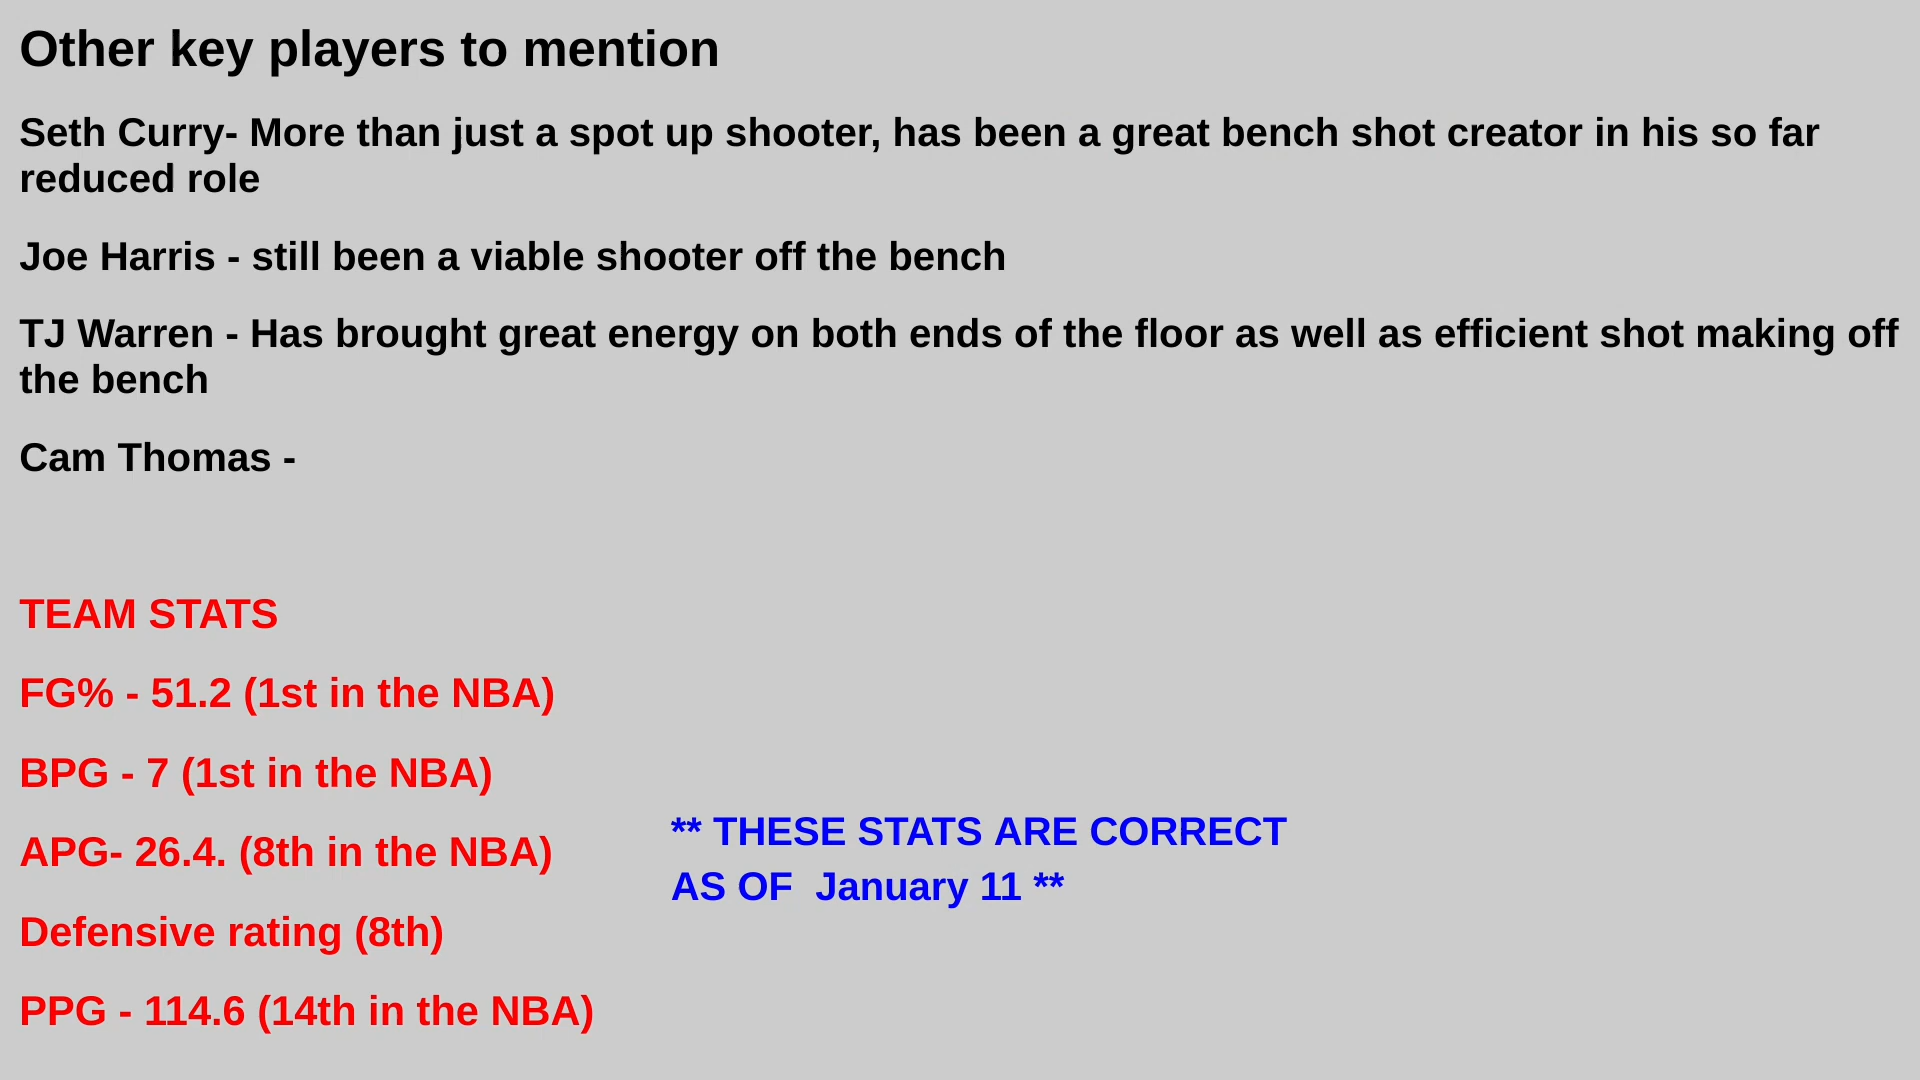 Other key players to mention
Seth Curry- More than just a spot up shooter, has been a great bench shot creator in his so far
reduced role
Joe Harris - still been a viable shooter off the bench
TJ Warren - Has brought great energy on both ends of the floor as well as efficient shot making off
the bench
Cam Thomas -
TEAM STATS
FG% - 51.2 (1st in the NBA)
BPG - 7 (1st in the NBA)
APG- 26.4. (8th in the NBA)
Defensive rating (8th)
PPG - 114.6 (14th in the NBA)
** THESE STATS ARE CORRECT
AS OF  January 11 **